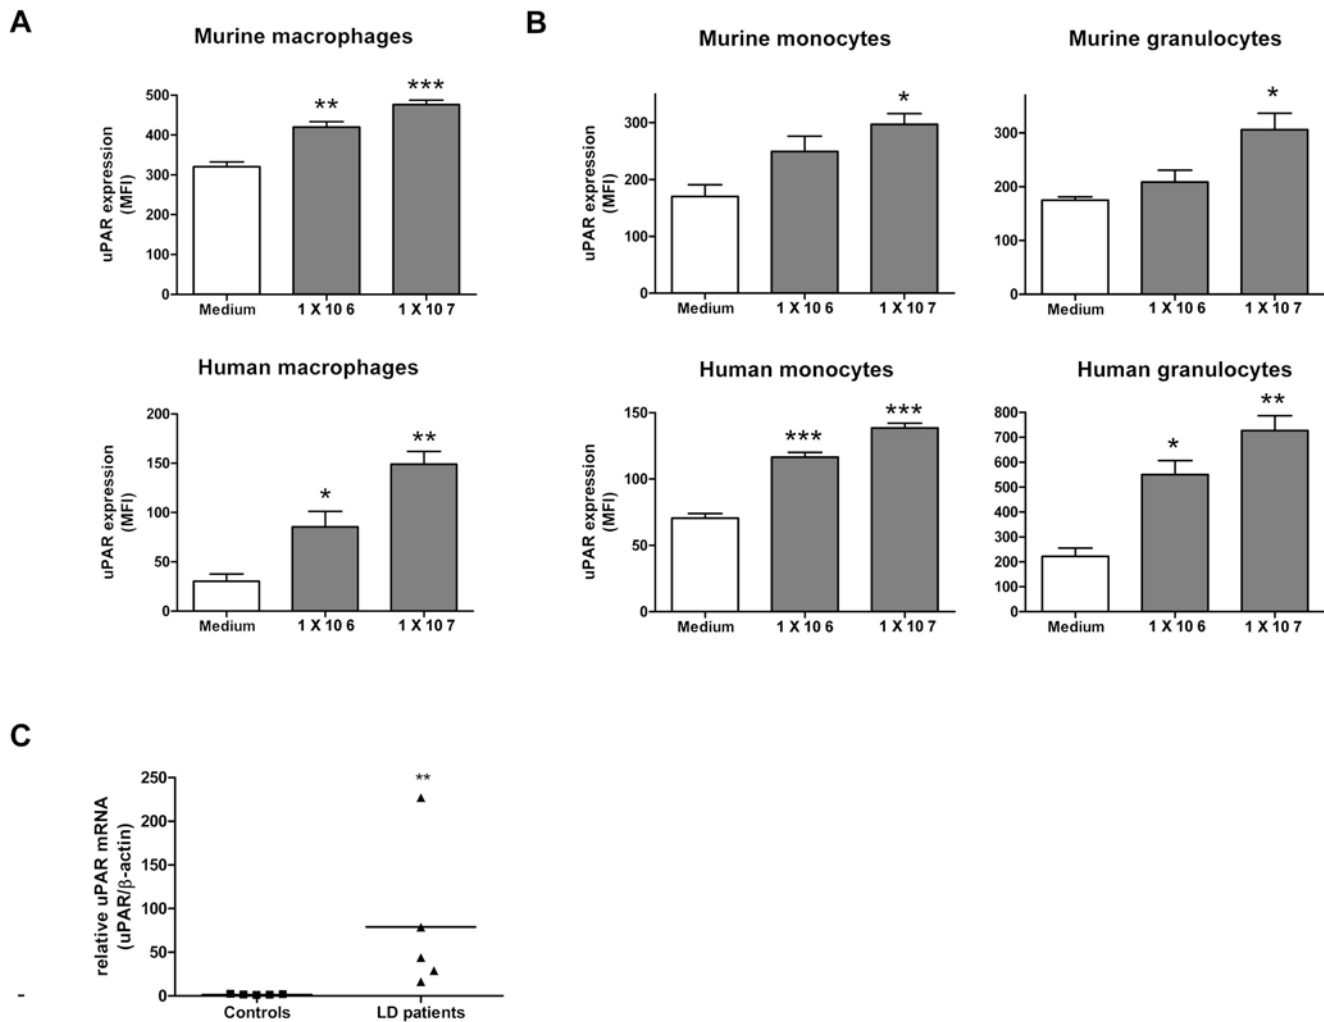 A
Murine macrophages
uPAR expression
(MFI)
500
400
300
200
100
0
**
***
Medium
1 X 10 6
1 X 10 7
Human macrophages
uPAR expression
(MFI)
200
150
100
50
0
*
**
Medium
1 X 10 6
1 X 10 7
B
Murine monocytes
uPAR expression
(MFI)
300
200
100
0
*
Medium
1 X 10 6
1 X 10 7
Murine granulocytes
300
200
100
0
*
Medium
1 X 10 6
1 X 10 7
Human monocytes
uPAR expression
(MFI)
150
100
50
0
***
***
Medium
1 X 10 6
1 X 10 7
Human granulocytes
800
700
600
500
400
300
200
100
0
*
**
Medium
1 X 10 6
1 X 10 7
C
relative uPAR mRNA
(uPAR/β-actin)
250
200
150
100
50
0
**
Controls
LD patients
-